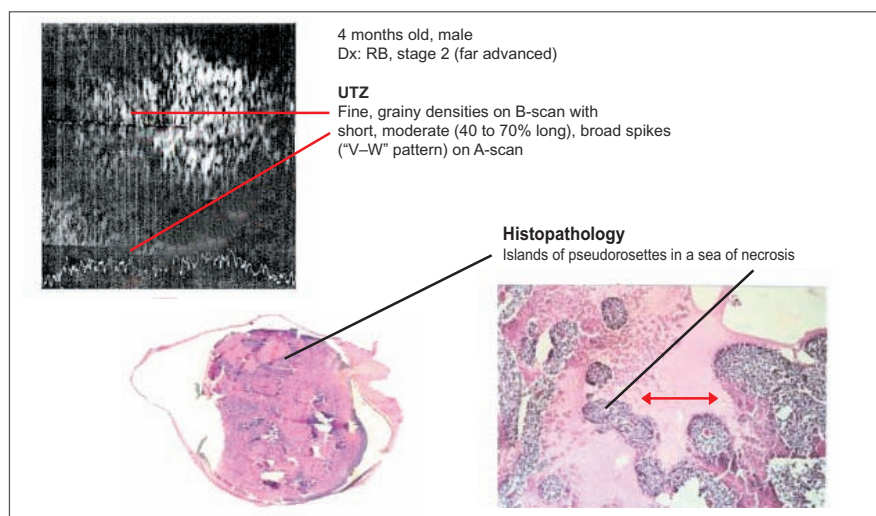 4 months old, male
Dx: RB, stage 2 (far advanced)
UTZ
Fine, grainy densities on B-scan with
short, moderate (40 to 70% long), broad spikes
(“V–W” pattern) on A-scan
Histopathology
Islands of pseudorosettes in a sea of necrosis